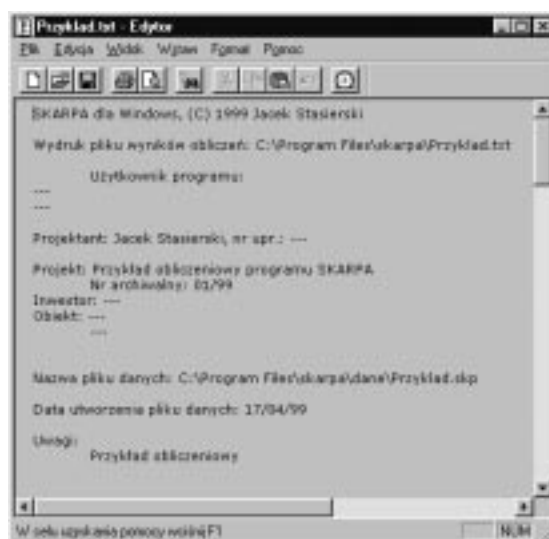 Przyklad.txt - Edytor
Plik Edycja Widok Wstaw Format Pomoc
SKARPA dla Windows, (C) 1999 Jacek Stasierski
Wydruk pliku wyników obliczeń: C:\Program Files\skarpa\Przyklad.txt
Użytkownik programu:
---
---
Projektant: Jacek Stasierski, nr upr.: ---
Projekt: Przykład obliczeniowy programu SKARPA
Nr archiwalny: 01/99
Inwestor: ---
Obiekt: ---
---
Nazwa pliku danych: C:\Program Files\skarpa\dane\Przyklad.skp
Data utworzenia pliku danych: 17/04/99
Uwagi:
Przykład obliczeniowy
W celu uzyskania pomocy wciśnij F1
NUM